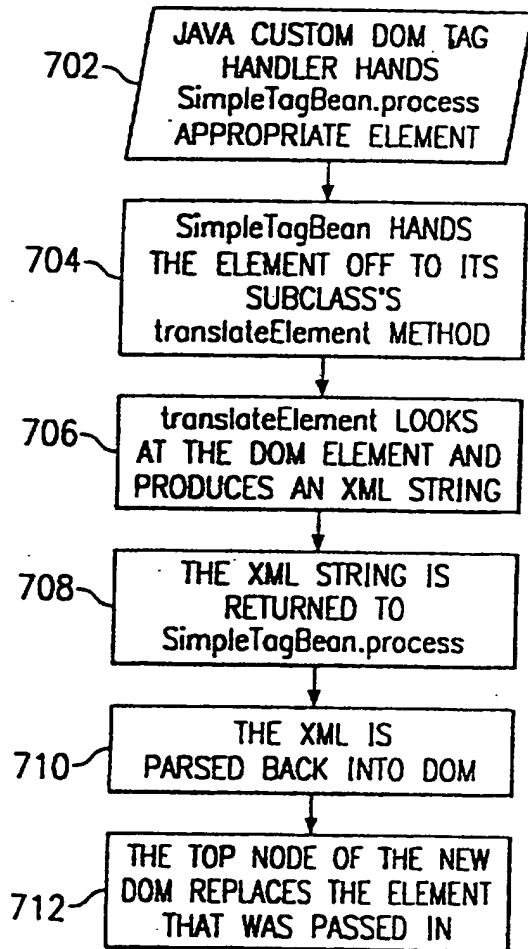 702
JAVA CUSTOM DOM TAG
HANDLER HANDS
SimpleTagBean.process
APPROPRIATE ELEMENT
704
SimpleTagBean HANDS
THE ELEMENT OFF TO ITS
SUBCLASS'S
translateElement METHOD
706
translateElement LOOKS
AT THE DOM ELEMENT AND
PRODUCES AN XML STRING
708
THE XML STRING IS
RETURNED TO
SimpleTagBean.process
710
THE XML IS
PARSED BACK INTO DOM
712
THE TOP NODE OF THE NEW
DOM REPLACES THE ELEMENT
THAT WAS PASSED IN